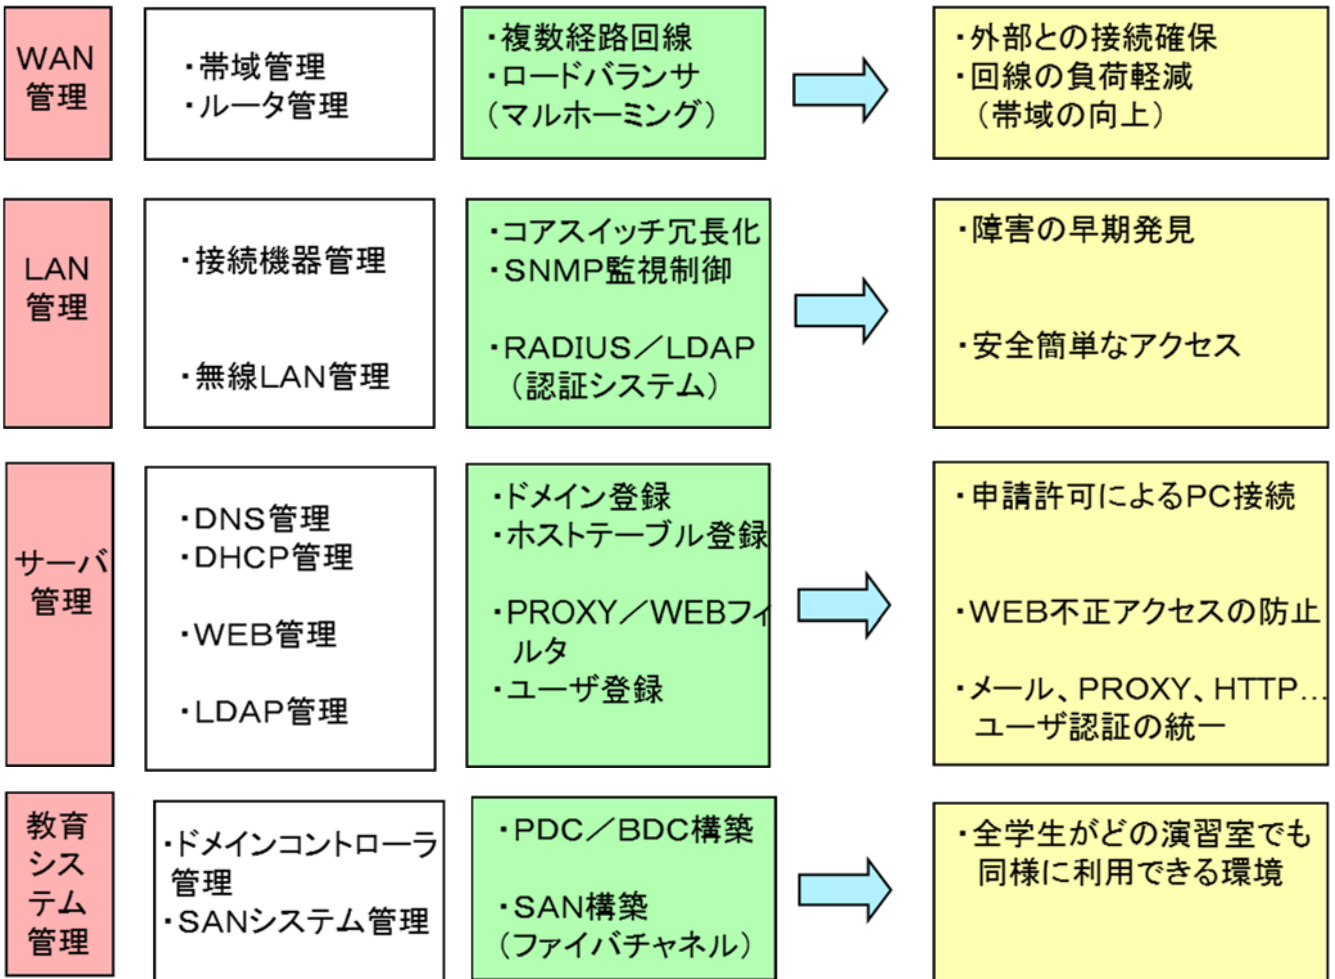 WAN
管理
・帯域管理
・ルータ管理
・複数経路回線
・ロードバランサ
（マルホーミング）
・外部との接続確保
・回線の負荷軽減
（帯域の向上）
LAN
管理
・接続機器管理
・無線LAN管理
・コアスイッチ冗長化
・SNMP監視制御
・RADIUS／LDAP
（認証システム）
・障害の早期発見
・安全簡単なアクセス
サーバ
管理
・DNS管理
・DHCP管理
・WEB管理
・LDAP管理
・ドメイン登録
・ホストテーブル登録
・PROXY／WEBフィ
ルタ
・ユーザ登録
・申請許可によるPC接続
・WEB不正アクセスの防止
・メール、PROXY、HTTP…
ユーザ認証の統一
教育
シス
テム
管理
・ドメインコントローラ
管理
・SANシステム管理
・PDC／BDC構築
・SAN構築
（ファイバチャネル）
・全学生がどの演習室でも
同様に利用できる環境